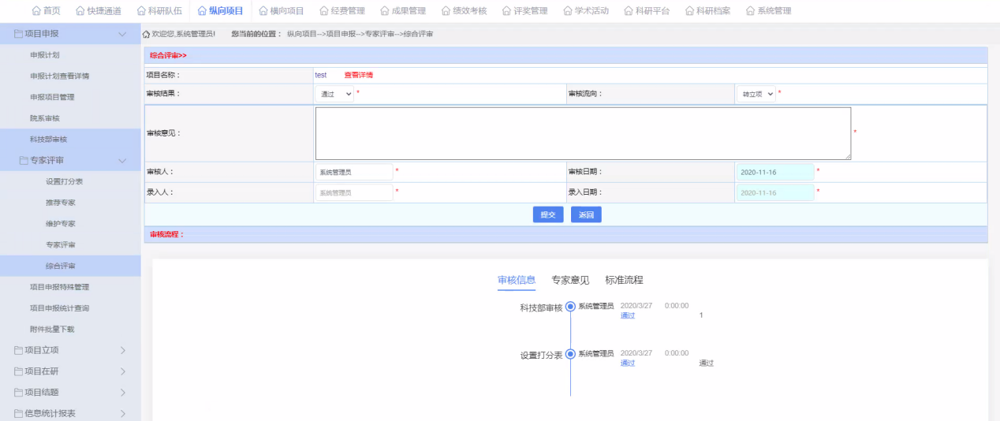 首页 快捷通道 科研队伍 纵向项目 横向项目 经费管理 成果管理 绩效考核 评奖管理 学术活动 科研平台 科研档案 系统管理
项目申报
申报计划
申报计划查看详情
申报项目管理
院系审核
科技部审核
专家评审
设置打分表
推荐专家
维护专家
专家评审
综合评审
项目申报特殊管理
项目申报统计查询
附件批量下载
项目立项
项目在研
项目结题
信息统计报表
欢迎您,系统管理员! 您当前的位置: 纵向项目-->项目申报-->专家评审-->综合评审
综合评审>>
项目名称: test 查看详情
审核结果: 通过 * 审核流向: 转立项 *
审核意见: *
审核人: 系统管理员 * 审核日期: 2020-11-16 *
录入人: 系统管理员 * 录入日期: 2020-11-16 *
提交 返回
审核流程:
审核信息 专家意见 标准流程
科技部审核 系统管理员 2020/3/27 0:00:00
通过 1
设置打分表 系统管理员 2020/3/27 0:00:00
通过 通过